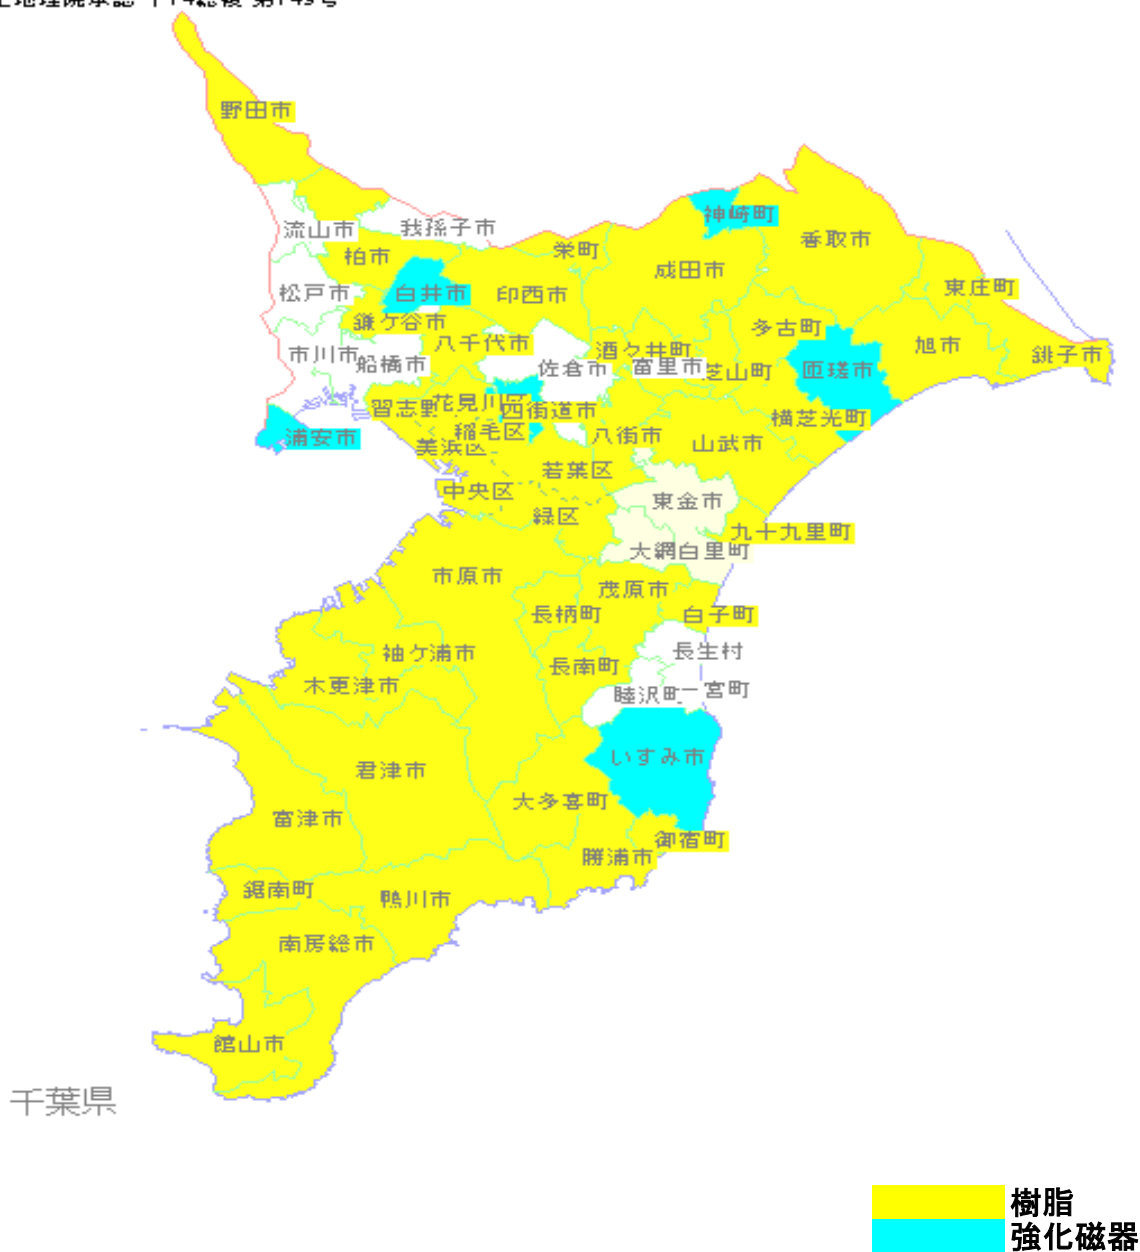 野田市
流山市
我孫子市
柏市
松戸市
白井市
鎌ケ谷市
市川市
船橋市
八千代市
習志野
花見川区
浦安市
美浜区
稲毛区
四街道市
佐倉市
印西市
栄町
成田市
神崎町
香取市
東庄町
多古町
旭市
銚子市
酒々井町
富里市
芝山町
匝瑳市
横芝光町
八街市
山武市
若葉区
中央区
緑区
東金市
九十九里町
大網白里町
市原市
茂原市
白子町
長柄町
長生村
長南町
睦沢町
一宮町
袖ケ浦市
木更津市
いすみ市
君津市
大多喜町
富津市
御宿町
勝浦市
鋸南町
鴨川市
南房総市
館山市
千葉県
樹脂
強化磁器